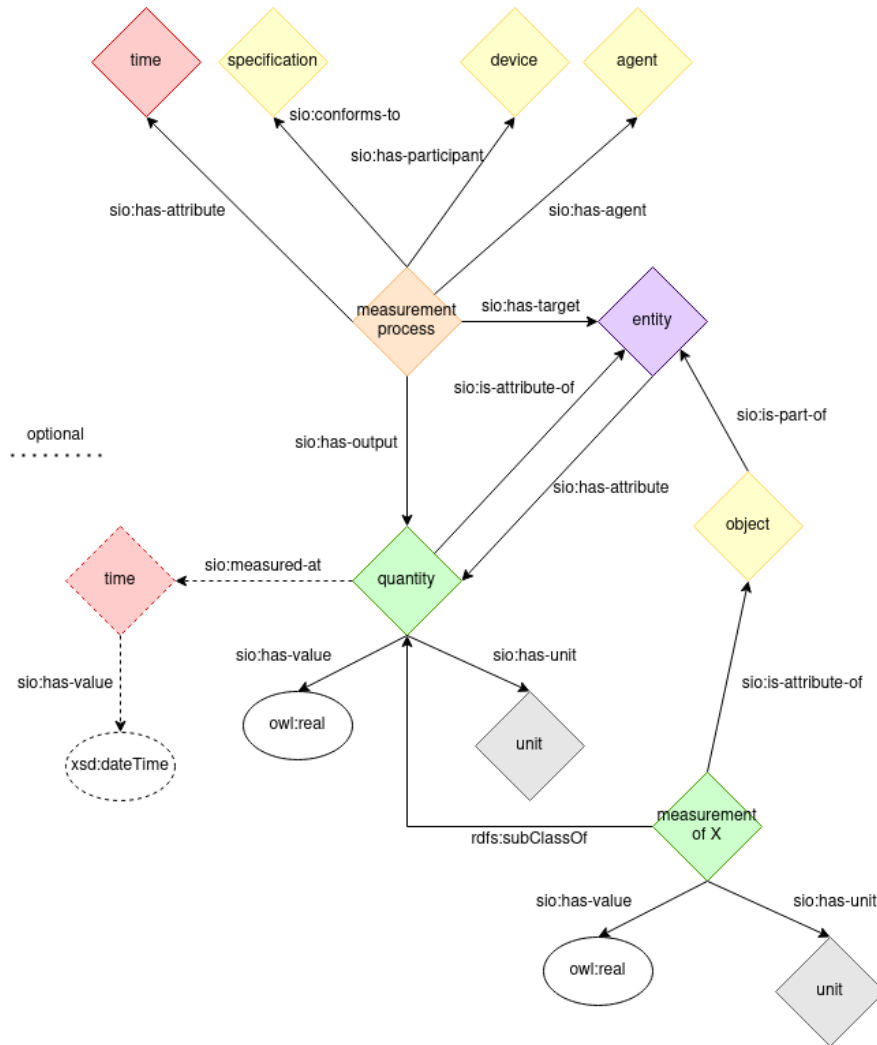 time
specification
device
agent
sio:conforms-to
sio:has-participant
sio:has-attribute
sio:has-agent
measurement
process
sio:has-target
entity
sio:is-attribute-of
sio:is-part-of
optional
sio:has-output
sio:has-attribute
object
time
sio:measured-at
quantity
sio:has-value
sio:has-value
sio:has-unit
sio:is-attribute-of
owl:real
unit
xsd:dateTime
measurement
of X
rdfs:subClassOf
sio:has-value
sio:has-unit
owl:real
unit